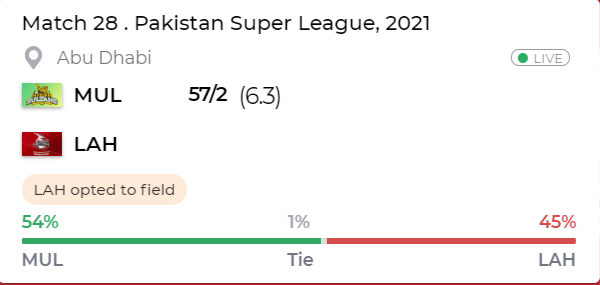 Match 28 . Pakistan Super League, 2021
Abu Dhabi
LIVE
MUL 57/2 (6.3)
LAH
LAH opted to field
54% 1% 45%
MUL Tie LAH